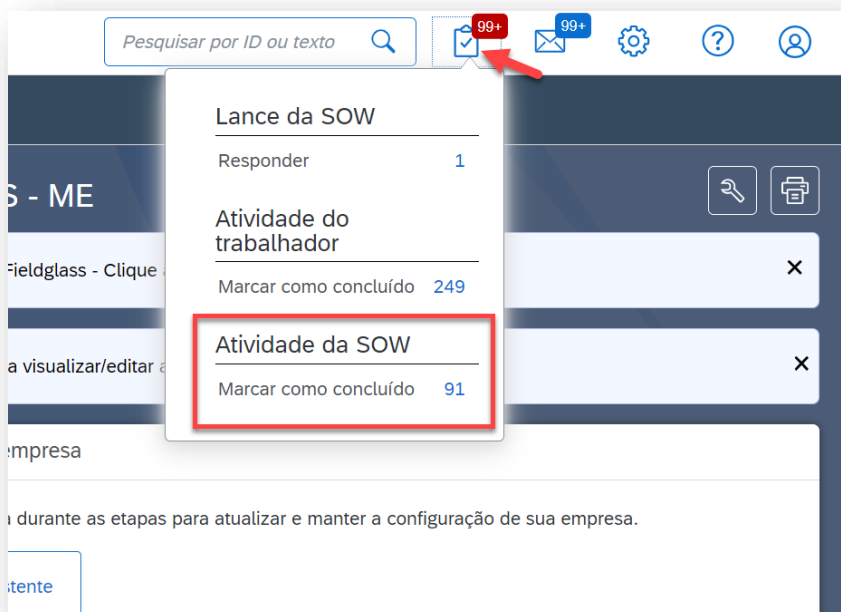 Pesquisar por ID ou texto
99+
99+
Lance da SOW
Responder 1
S - ME
Atividade do
trabalhador
Fieldglass - Clique
Marcar como concluído 249
Atividade da SOW
a visualizar/editar
Marcar como concluído 91
empresa
durante as etapas para atualizar e manter a configuração de sua empresa.
stente